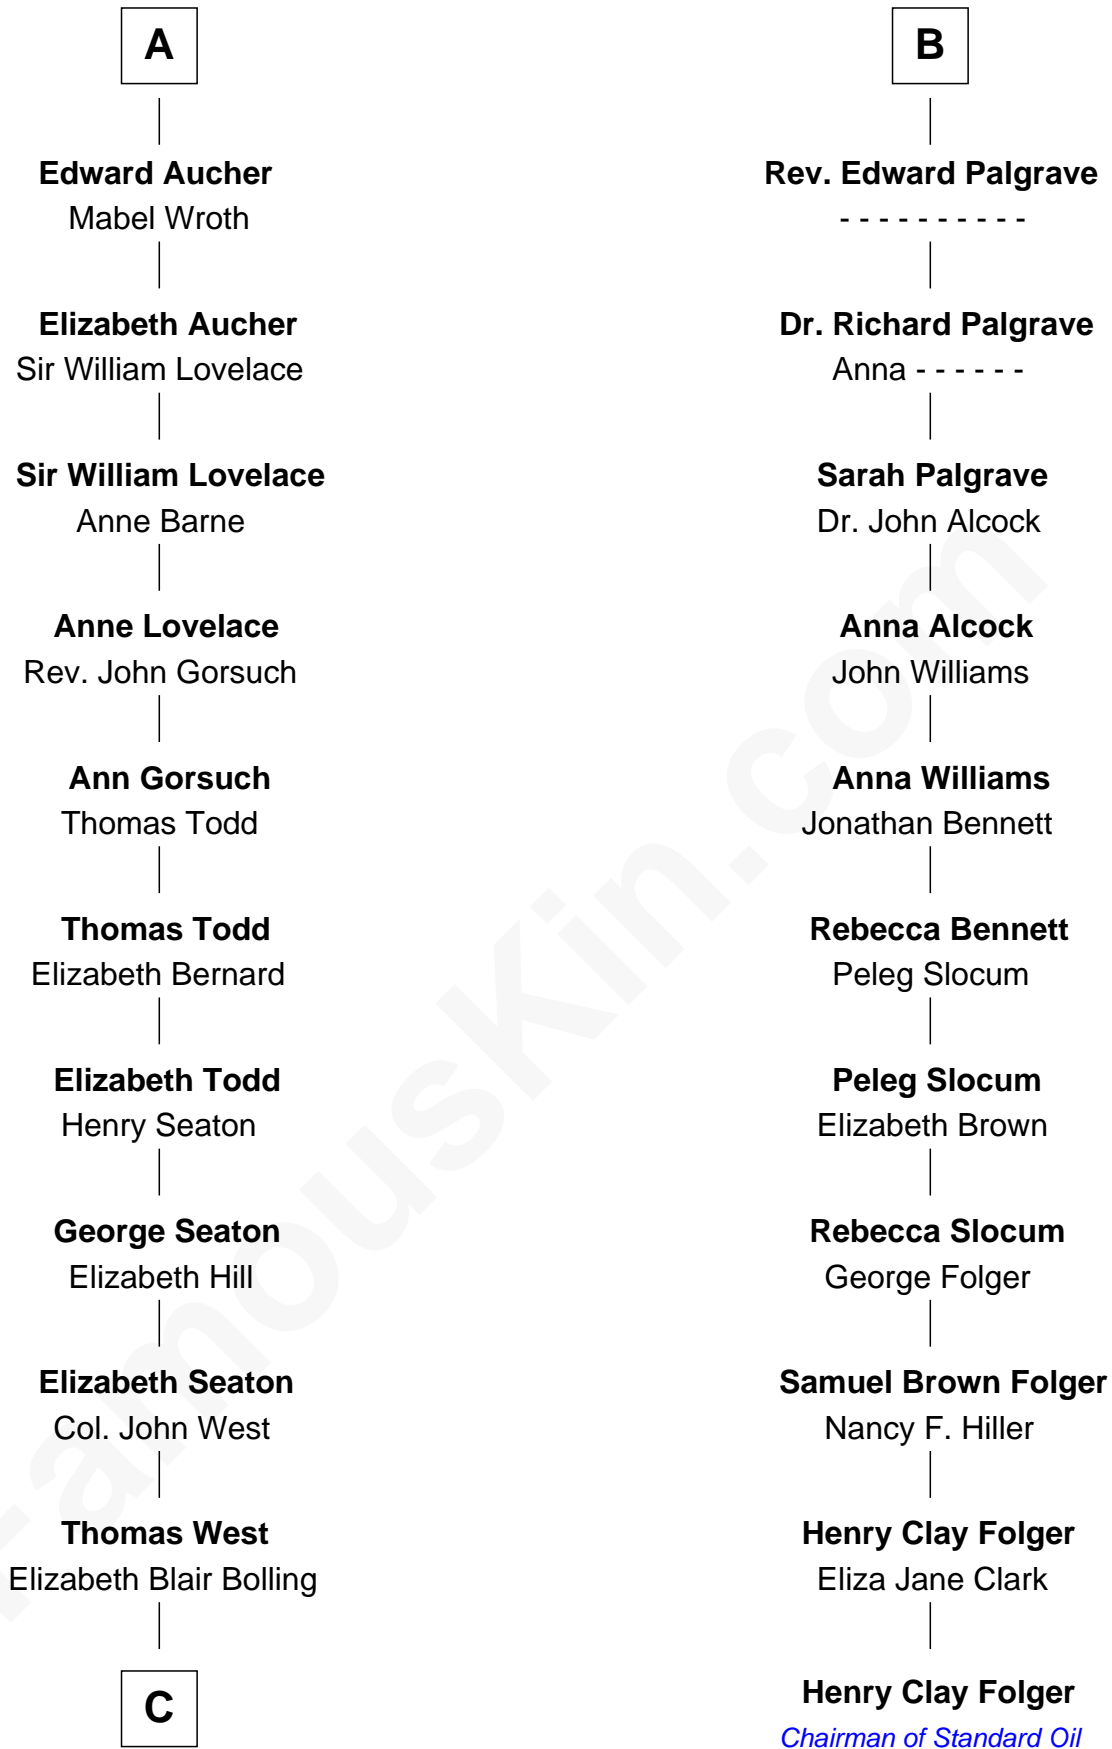 A
Edward Aucher
Mabel Wroth
Elizabeth Aucher
Sir William Lovelace
Sir William Lovelace
Anne Barne
Anne Lovelace
Rev. John Gorsuch
Ann Gorsuch
Thomas Todd
Thomas Todd
Elizabeth Bernard
Elizabeth Todd
Henry Seaton
George Seaton
Elizabeth Hill
Elizabeth Seaton
Col. John West
Thomas West
Elizabeth Blair Bolling
C
B
Rev. Edward Palgrave
- - - - - - - - - -
Dr. Richard Palgrave
Anna - - - - - -
Sarah Palgrave
Dr. John Alcock
Anna Alcock
John Williams
Anna Williams
Jonathan Bennett
Rebecca Bennett
Peleg Slocum
Peleg Slocum
Elizabeth Brown
Rebecca Slocum
George Folger
Samuel Brown Folger
Nancy F. Hiller
Henry Clay Folger
Eliza Jane Clark
Henry Clay Folger
Chairman of Standard Oil
FamousKin.com